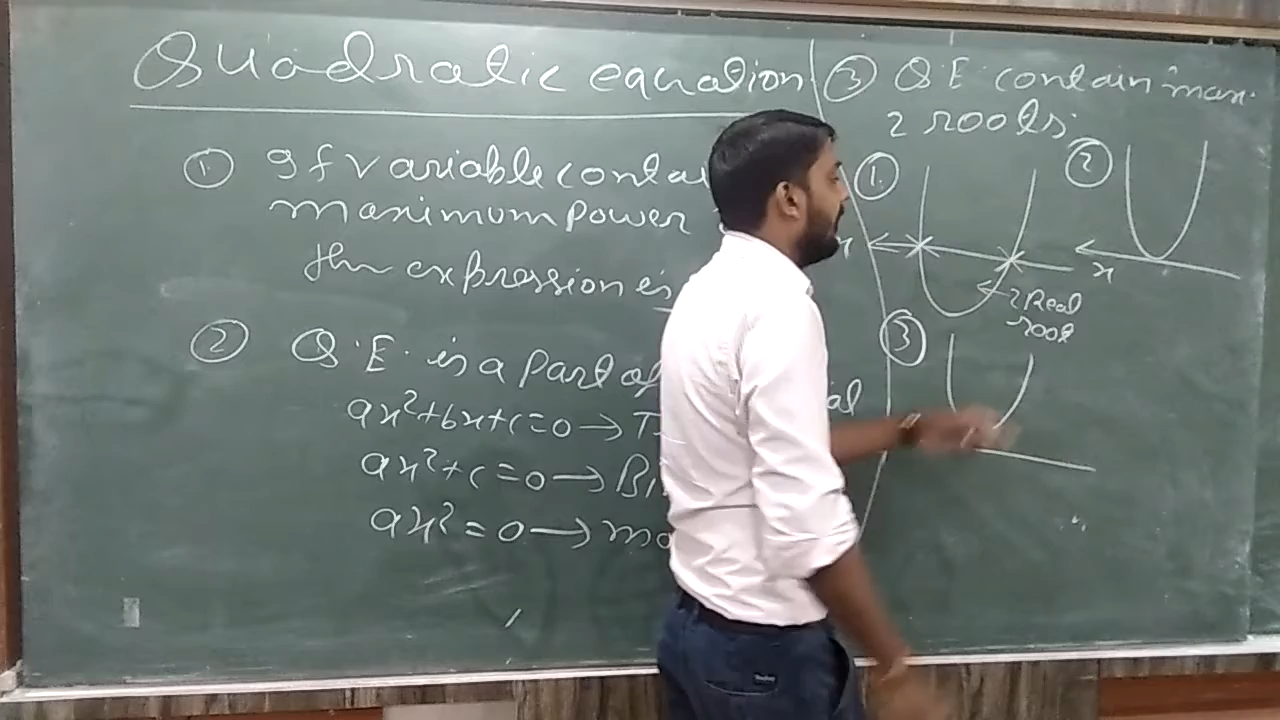 Quadratic equation
① If variable contai
maximum power
the expression is
② Q.E. is a part of
ax²+bx+c=0→T
ax²+c=0→Bi
ax²=0→mo
ial
③ Q.E. contain max.
2 roots.
①
x
2 Real
root
②
x
③